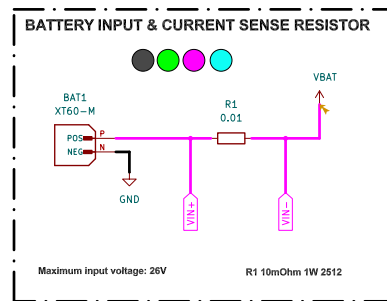 BATTERY INPUT & CURRENT SENSE RESISTOR
VBAT
BAT1
XT60-M
R1
0.01
POS
P
NEG
N
GND
VIN+
VIN-
Maximum input voltage: 26V
R1 10mOhm 1W 2512